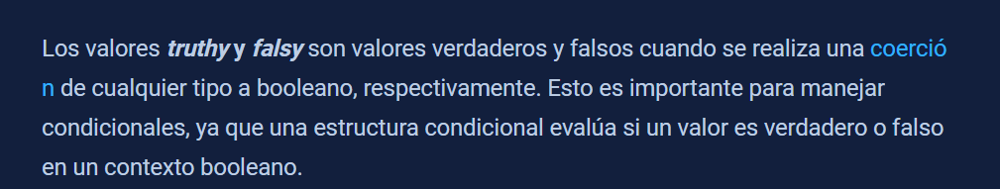 Los valores truthy y falsy son valores verdaderos y falsos cuando se realiza una coerció
n de cualquier tipo a booleano, respectivamente. Esto es importante para manejar
condicionales, ya que una estructura condicional evalúa si un valor es verdadero o falso
en un contexto booleano.